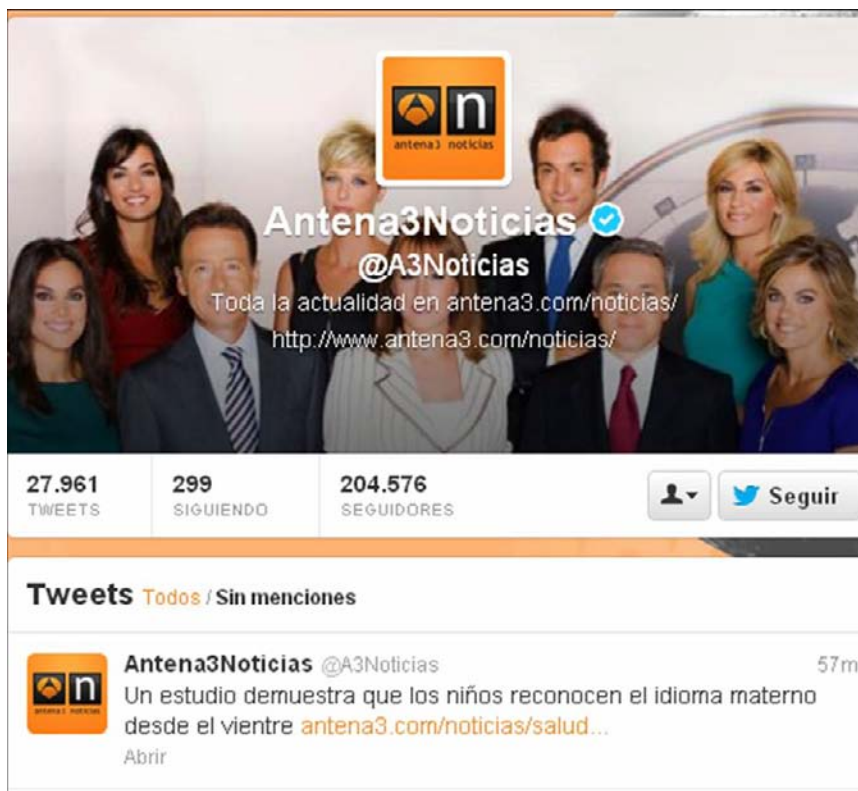 n
antena3 noticias
Antena3Noticias
@A3Noticias
Toda la actualidad en antena3.com/noticias/
http://www.antena3.com/noticias/
27.961
TWEETS
299
SIGUIENDO
204.576
SEGUIDORES
Seguir
Tweets Todos / Sin menciones
n
antena3 noticias
Antena3Noticias @A3Noticias 57m
Un estudio demuestra que los niños reconocen el idioma materno
desde el vientre antena3.com/noticias/salud...
Abrir